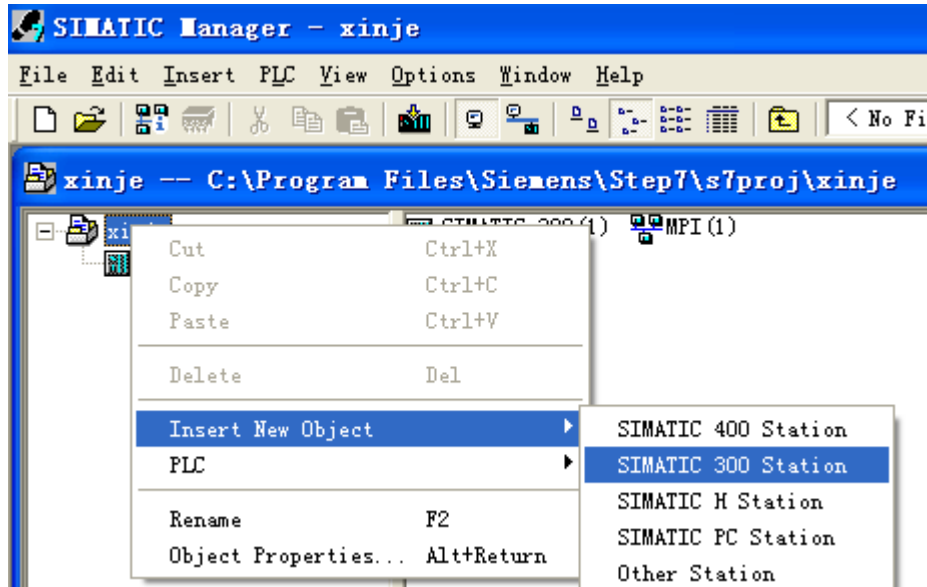 SIMATIC Manager - xinje
File Edit Insert PLC View Options Window Help
< No Fi
xinje -- C:\Program Files\Siemens\Step7\s7proj\xinje
MPI(1)
Cut Ctrl+X
Copy Ctrl+C
Paste Ctrl+V
Delete Del
Insert New Object
PLC
Rename F2
Object Properties... Alt+Return
SIMATIC 400 Station
SIMATIC 300 Station
SIMATIC H Station
SIMATIC PC Station
Other Station